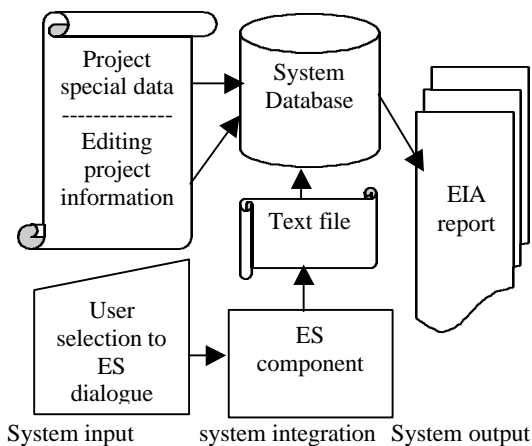 Project
special data
---------------
Editing
project
information
System
Database
Text file
EIA
report
User
selection to
ES
dialogue
ES
component
System input
system integration
System output